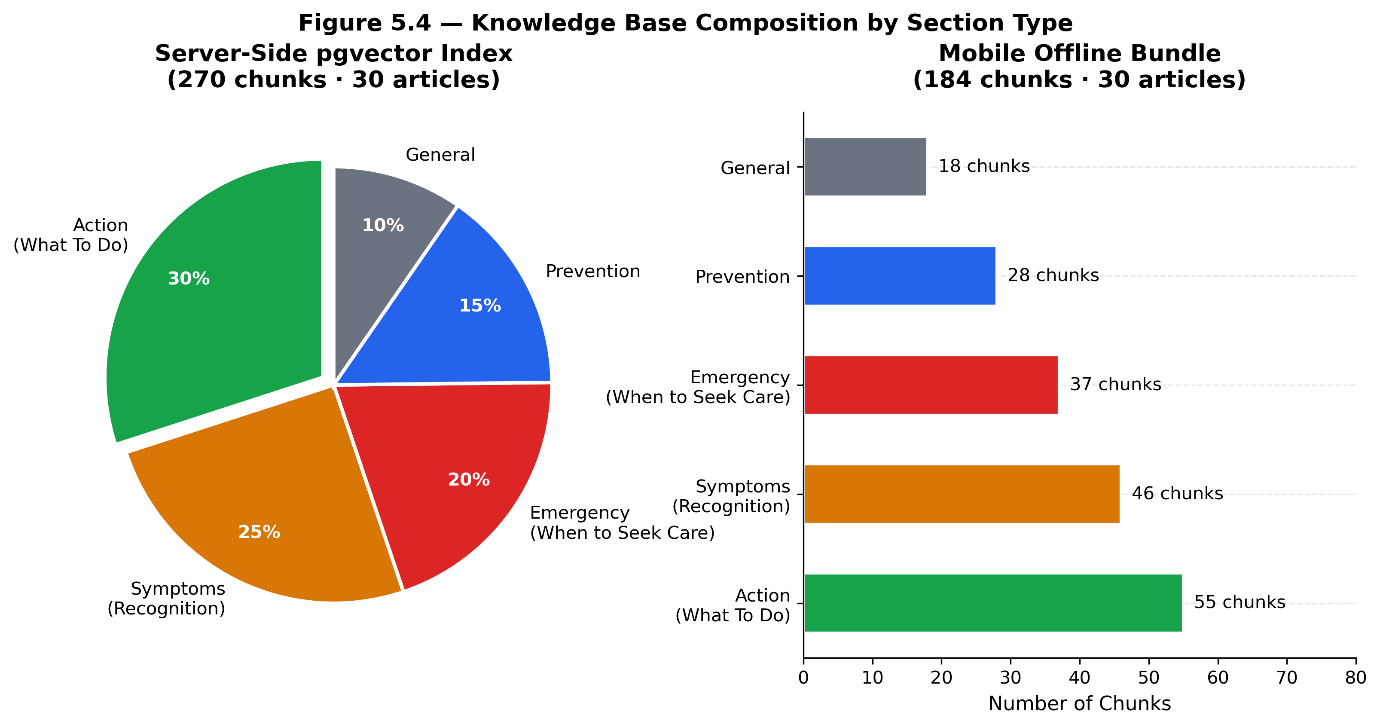 Figure 5.4 — Knowledge Base Composition by Section Type
Server-Side pgvector Index
(270 chunks · 30 articles)
General
10%
Prevention
15%
Action
(What To Do)
30%
20%
Emergency
(When to Seek Care)
25%
Symptoms
(Recognition)
Mobile Offline Bundle
(184 chunks · 30 articles)
General
18 chunks
Prevention
28 chunks
Emergency
(When to Seek Care)
37 chunks
Symptoms
(Recognition)
46 chunks
Action
(What To Do)
55 chunks
0 10 20 30 40 50 60 70 80
Number of Chunks